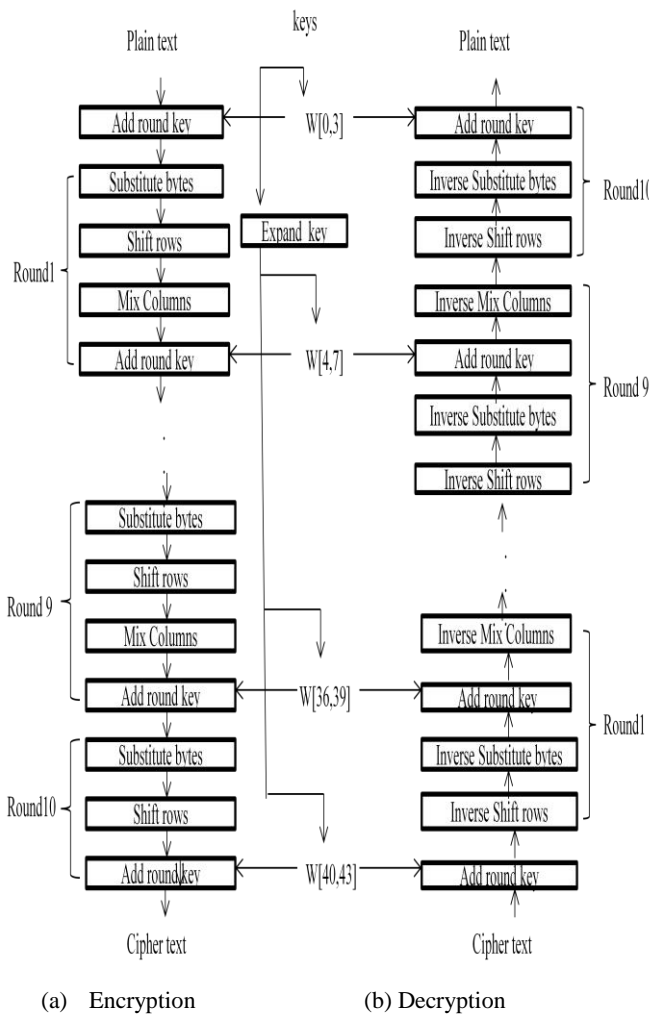 keys
Plain text
Plain text
Add round key
W[0,3]
Add round key
Substitute bytes
Inverse Substitute bytes
Round10
Shift rows
Expand key
Inverse Shift rows
Round1
Mix Columns
Inverse Mix Columns
Add round key
W[4,7]
Add round key
Round 9
Inverse Substitute bytes
Inverse Shift rows
Substitute bytes
Shift rows
Round 9
Mix Columns
Inverse Mix Columns
Add round key
W[36,39]
Add round key
Round1
Substitute bytes
Inverse Substitute bytes
Round10
Shift rows
Inverse Shift rows
Add round key
W[40,43]
Add round key
Cipher text
Cipher text
(a) Encryption
(b) Decryption